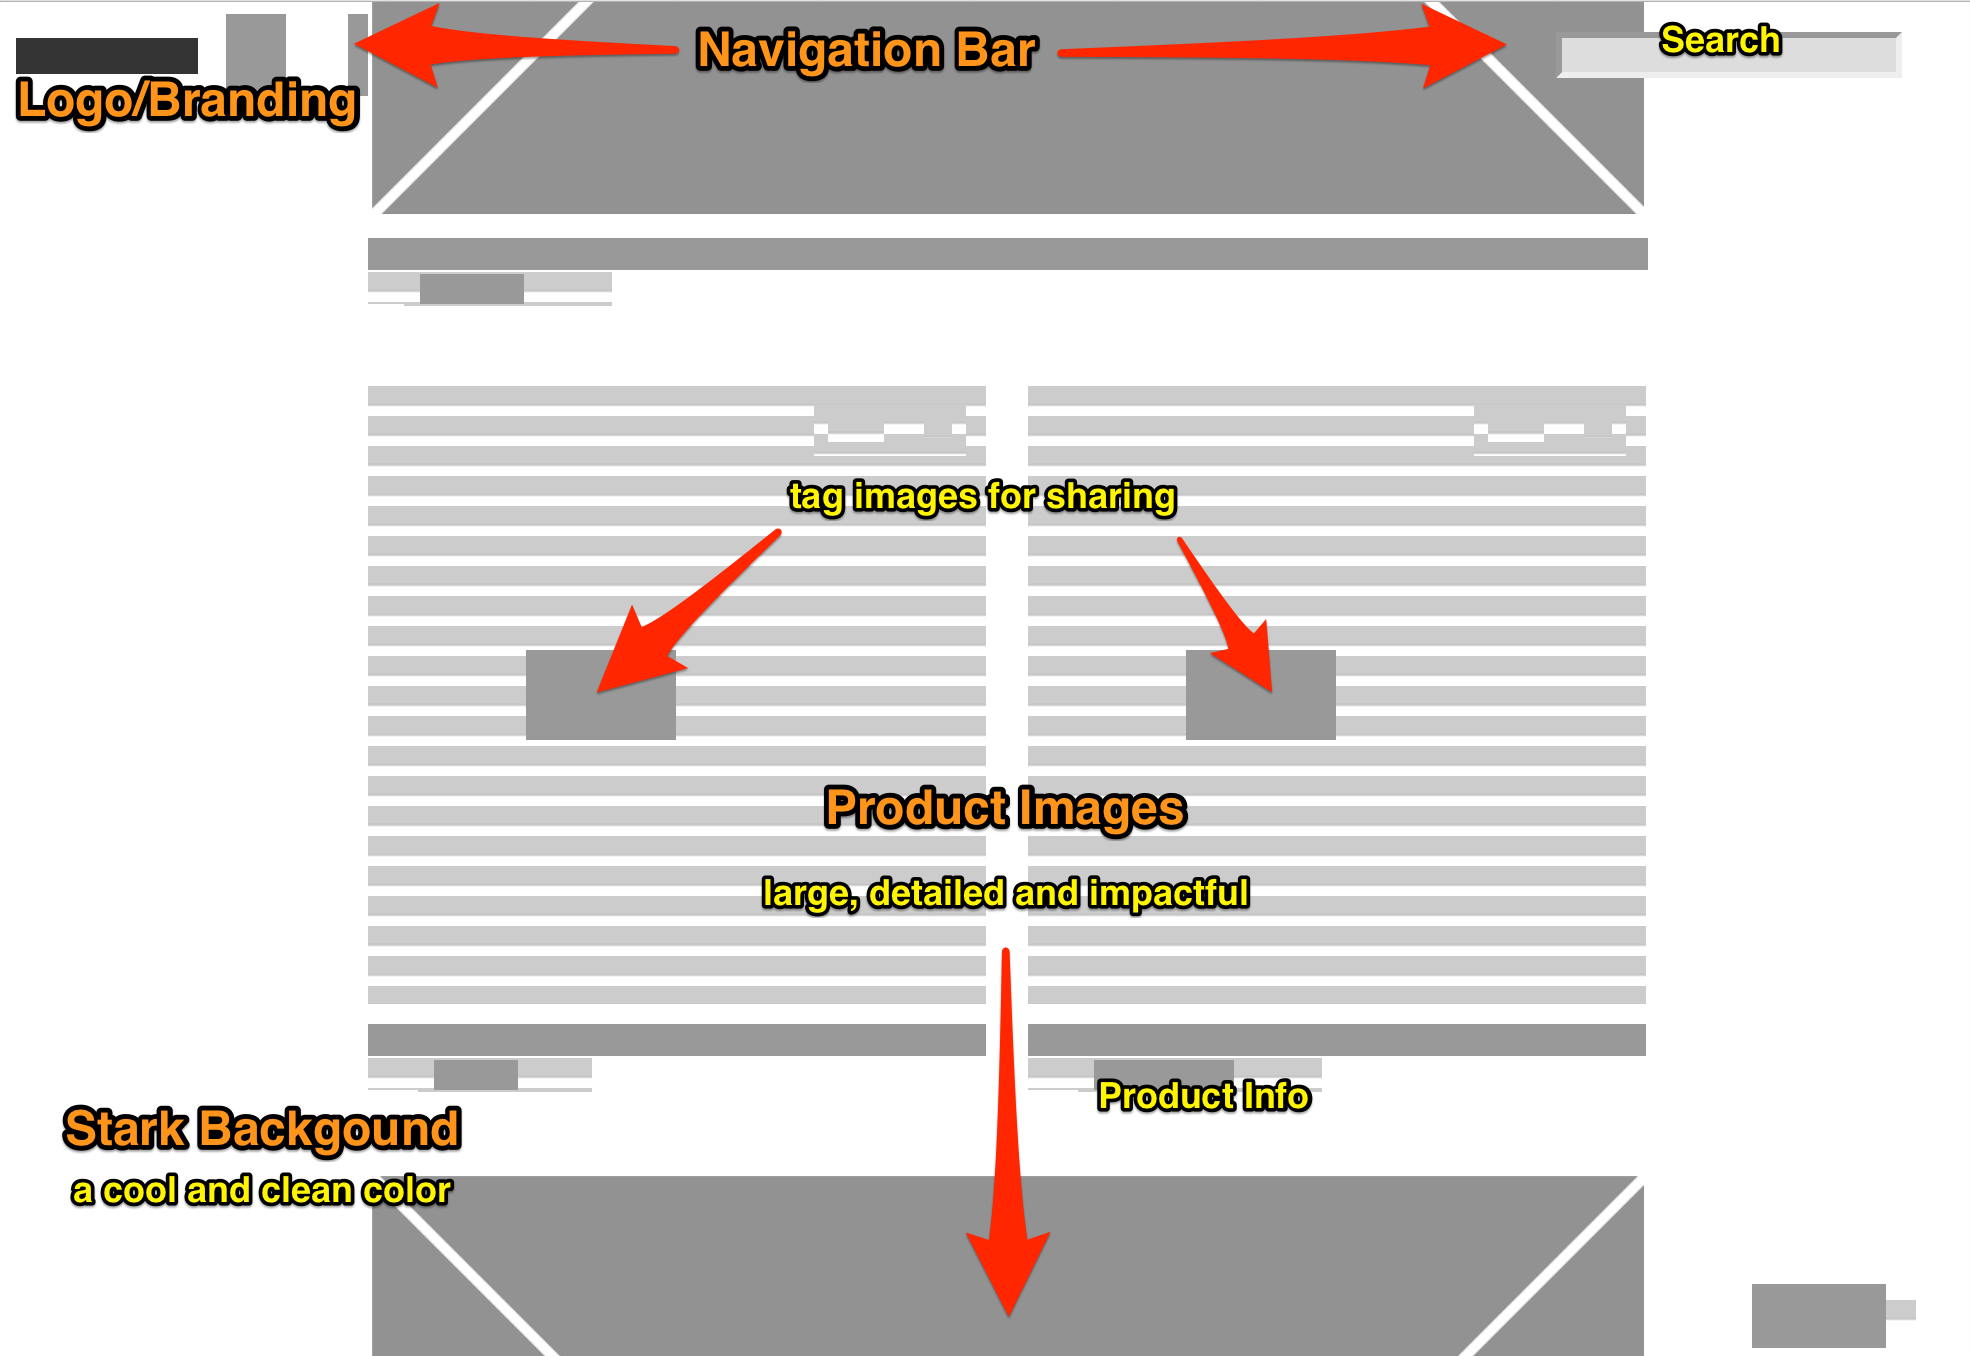 Navigation Bar
Search
Logo/Branding
tag images for sharing
Product Images
large, detailed and impactful
Product Info
Stark Backgound
a cool and clean color